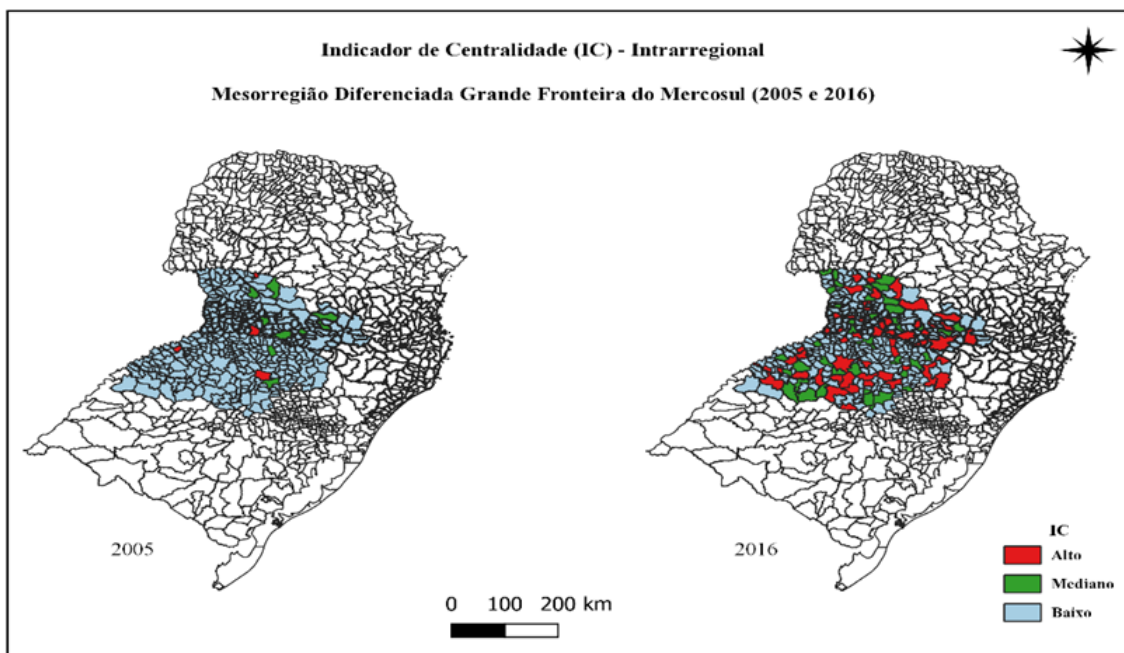 Indicador de Centralidade (IC) - Intrarregional
Mesorregião Diferenciada Grande Fronteira do Mercosul (2005 e 2016)
2005
2016
IC
Alto
Mediano
Baixo
0 100 200 km